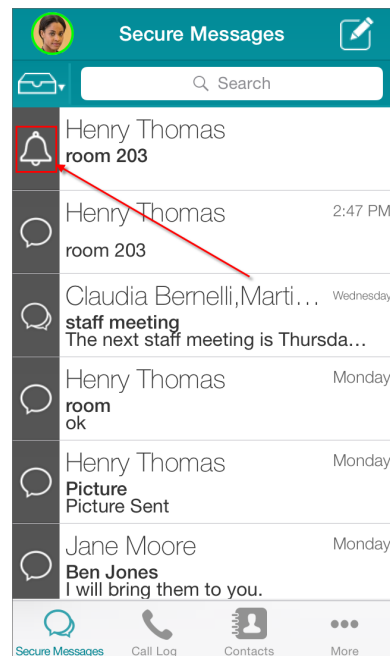 Secure Messages
Search
Henry Thomas
room 203
Henry Thomas 2:47 PM
room 203
Claudia Bernelli,Marti... Wednesday
staff meeting
The next staff meeting is Thursda...
Henry Thomas Monday
room
ok
Henry Thomas Monday
Picture
Picture Sent
Jane Moore Monday
Ben Jones
I will bring them to you.
Secure Messages Call Log Contacts More